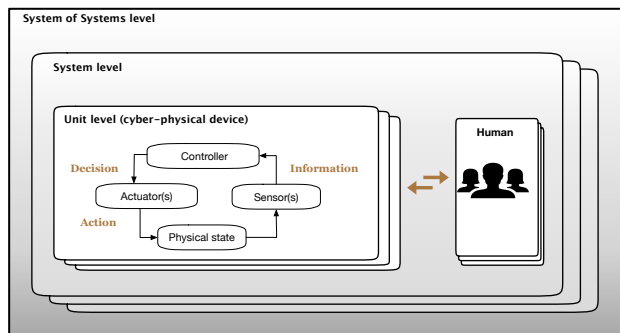 System of Systems level
System level
Unit level (cyber-physical device)
Human
Controller
Decision
Information
Actuator(s)
Sensor(s)
Action
Physical state